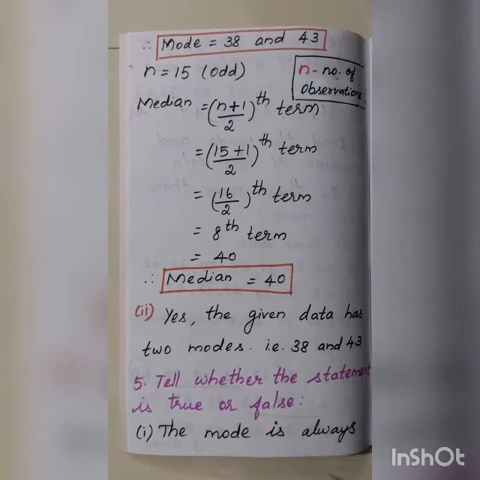 ∴ Mode = 38 and 43
n = 15 (odd)
n - no. of
observations
Median = (n+1/2)th term
= (15+1/2)th term
= (16/2)th term
= 8th term
= 40
∴ Median = 40
(ii) Yes, the given data has
two modes. i.e. 38 and 43
5. Tell whether the statement
is true or false:
(i) The mode is always
InShOt